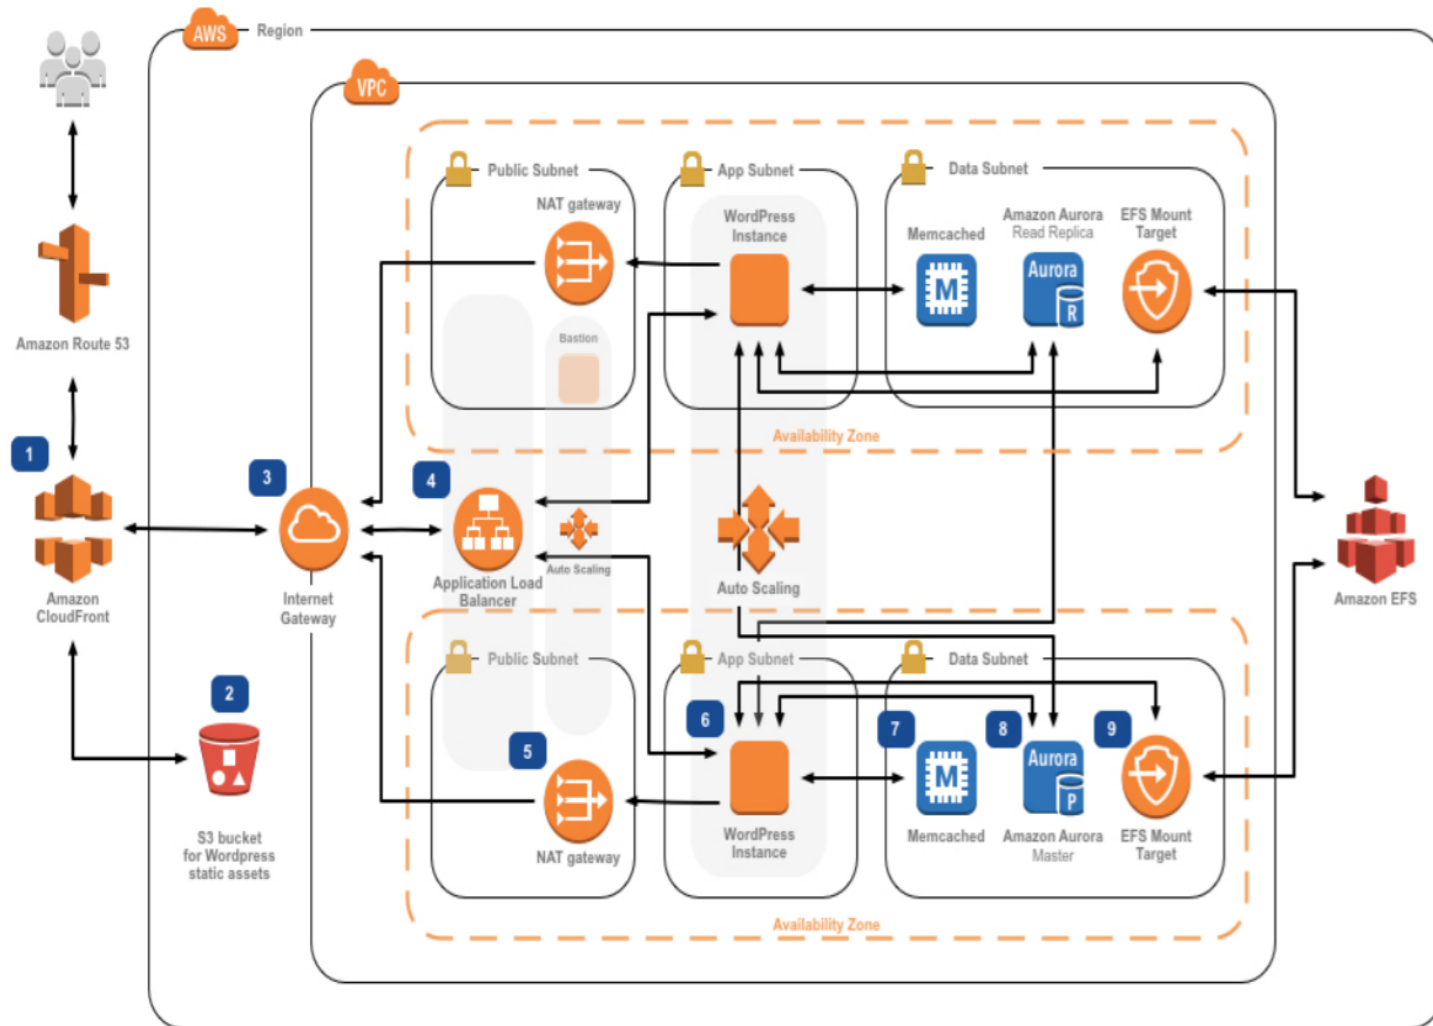 AWS
Region
VPC
Public Subnet
App Subnet
Data Subnet
NAT gateway
WordPress
Instance
Memcached
M
Amazon Aurora
Read Replica
Aurora
R
EFS Mount
Target
Bastion
Amazon Route 53
Availability Zone
1
3
4
Amazon
CloudFront
Internet
Gateway
Application Load
Balancer
Auto Scaling
Auto Scaling
Amazon EFS
Public Subnet
App Subnet
Data Subnet
2
5
6
7
8
9
S3 bucket
for Wordpress
static assets
NAT gateway
WordPress
Instance
M
Memcached
Aurora
P
Amazon Aurora
Master
EFS Mount
Target
Availability Zone